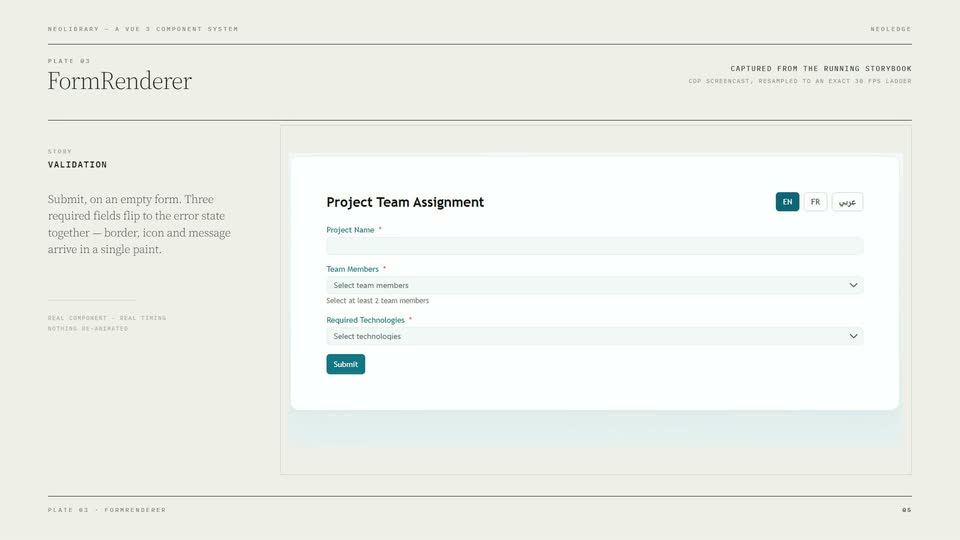 NEOLIBRARY — A VUE 3 COMPONENT SYSTEM
NEOLEDGE
PLATE 03
FormRenderer
CAPTURED FROM THE RUNNING STORYBOOK
CDP SCREENCAST, RESAMPLED TO AN EXACT 30 FPS LADDER
STORY
VALIDATION
Submit, on an empty form. Three
required fields flip to the error state
together — border, icon and message
arrive in a single paint.
REAL COMPONENT · REAL TIMING
NOTHING RE-ANIMATED
Project Team Assignment
EN
FR
عربي
Project Name *
Team Members *
Select team members
Select at least 2 team members
Required Technologies *
Select technologies
Submit
PLATE 03 · FORMRENDERER
05